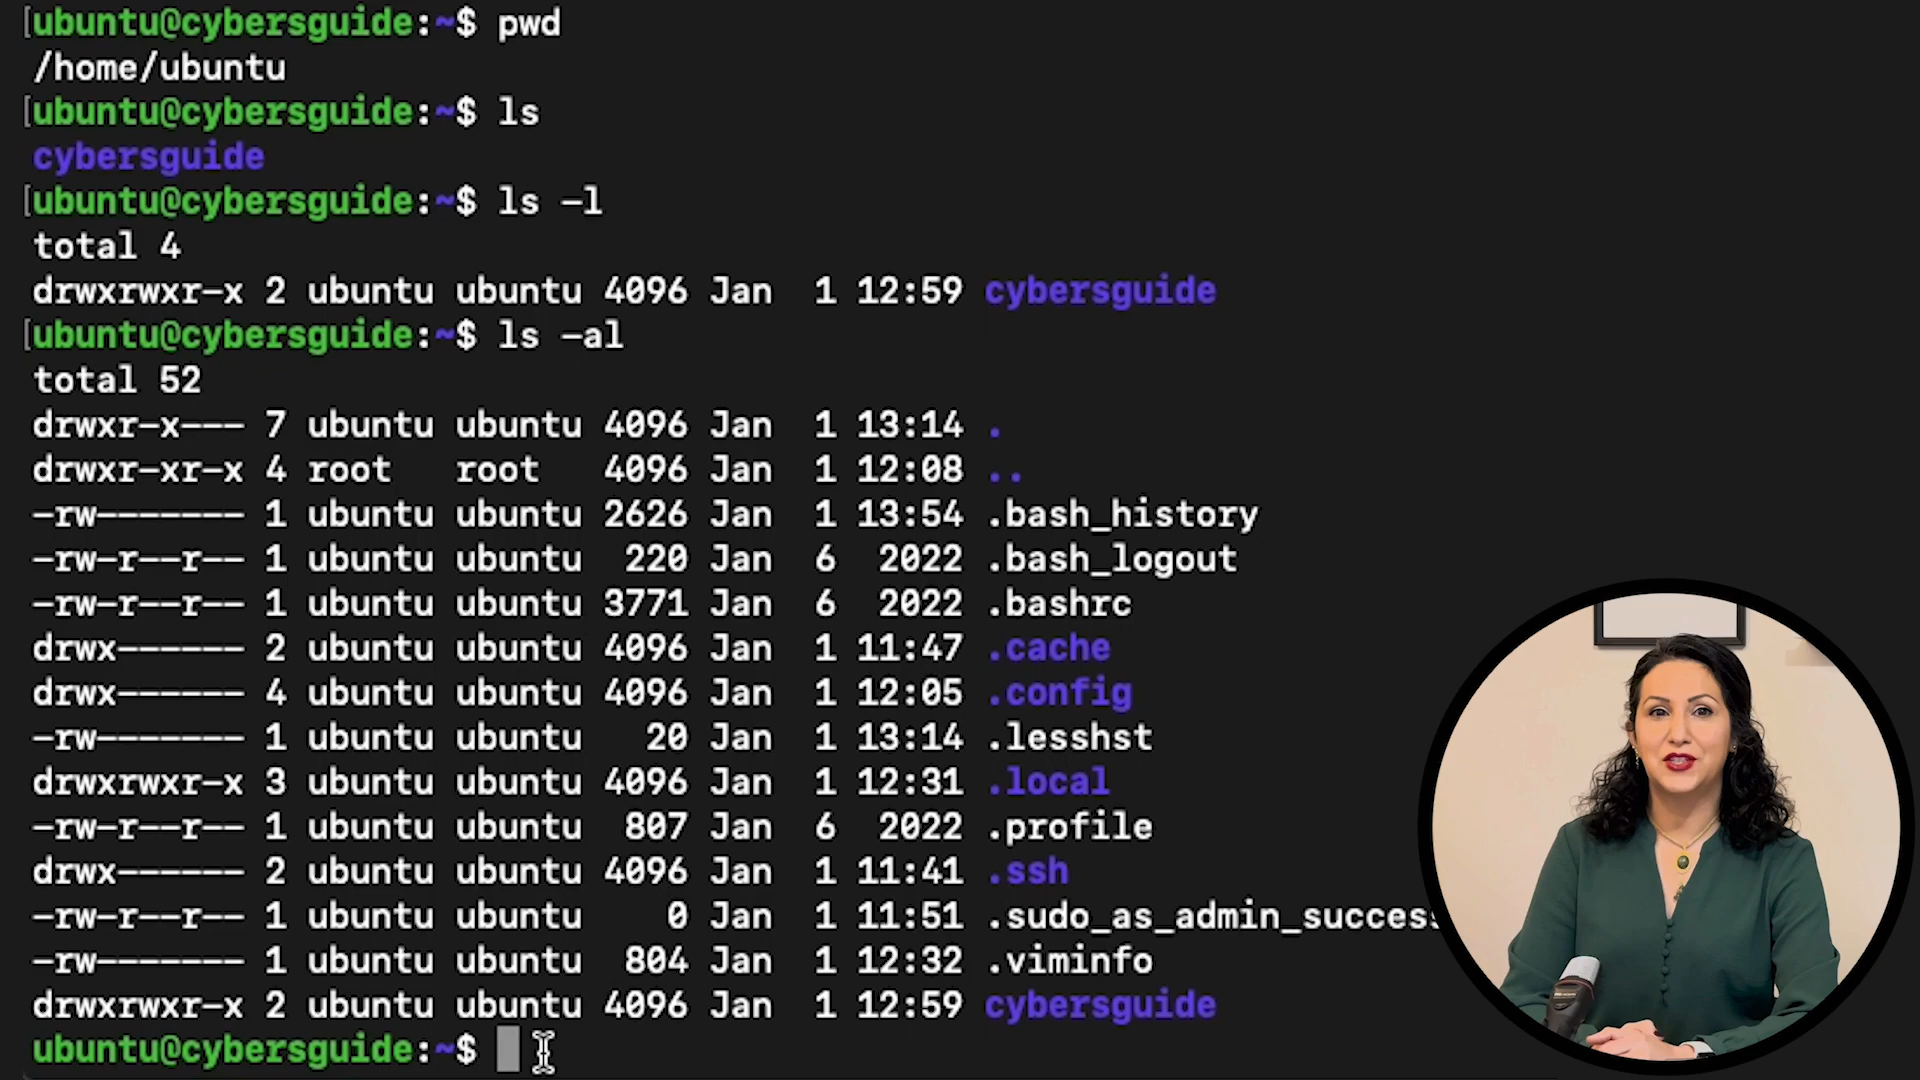 [ubuntu@cybersguide:~$ pwd
/home/ubuntu
[ubuntu@cybersguide:~$ ls
cybersguide
[ubuntu@cybersguide:~$ ls -l
total 4
drwxrwxr-x 2 ubuntu ubuntu 4096 Jan  1 12:59 cybersguide
[ubuntu@cybersguide:~$ ls -al
total 52
drwxr-x--- 7 ubuntu ubuntu 4096 Jan  1 13:14 .
drwxr-xr-x 4 root   root   4096 Jan  1 12:08 ..
-rw------- 1 ubuntu ubuntu 2626 Jan  1 13:54 .bash_history
-rw-r--r-- 1 ubuntu ubuntu  220 Jan  6  2022 .bash_logout
-rw-r--r-- 1 ubuntu ubuntu 3771 Jan  6  2022 .bashrc
drwx------ 2 ubuntu ubuntu 4096 Jan  1 11:47 .cache
drwx------ 4 ubuntu ubuntu 4096 Jan  1 12:05 .config
-rw------- 1 ubuntu ubuntu   20 Jan  1 13:14 .lesshst
drwxrwxr-x 3 ubuntu ubuntu 4096 Jan  1 12:31 .local
-rw-r--r-- 1 ubuntu ubuntu  807 Jan  6  2022 .profile
drwx------ 2 ubuntu ubuntu 4096 Jan  1 11:41 .ssh
-rw-r--r-- 1 ubuntu ubuntu    0 Jan  1 11:51 .sudo_as_admin_success
-rw------- 1 ubuntu ubuntu  804 Jan  1 12:32 .viminfo
drwxrwxr-x 2 ubuntu ubuntu 4096 Jan  1 12:59 cybersguide
ubuntu@cybersguide:~$